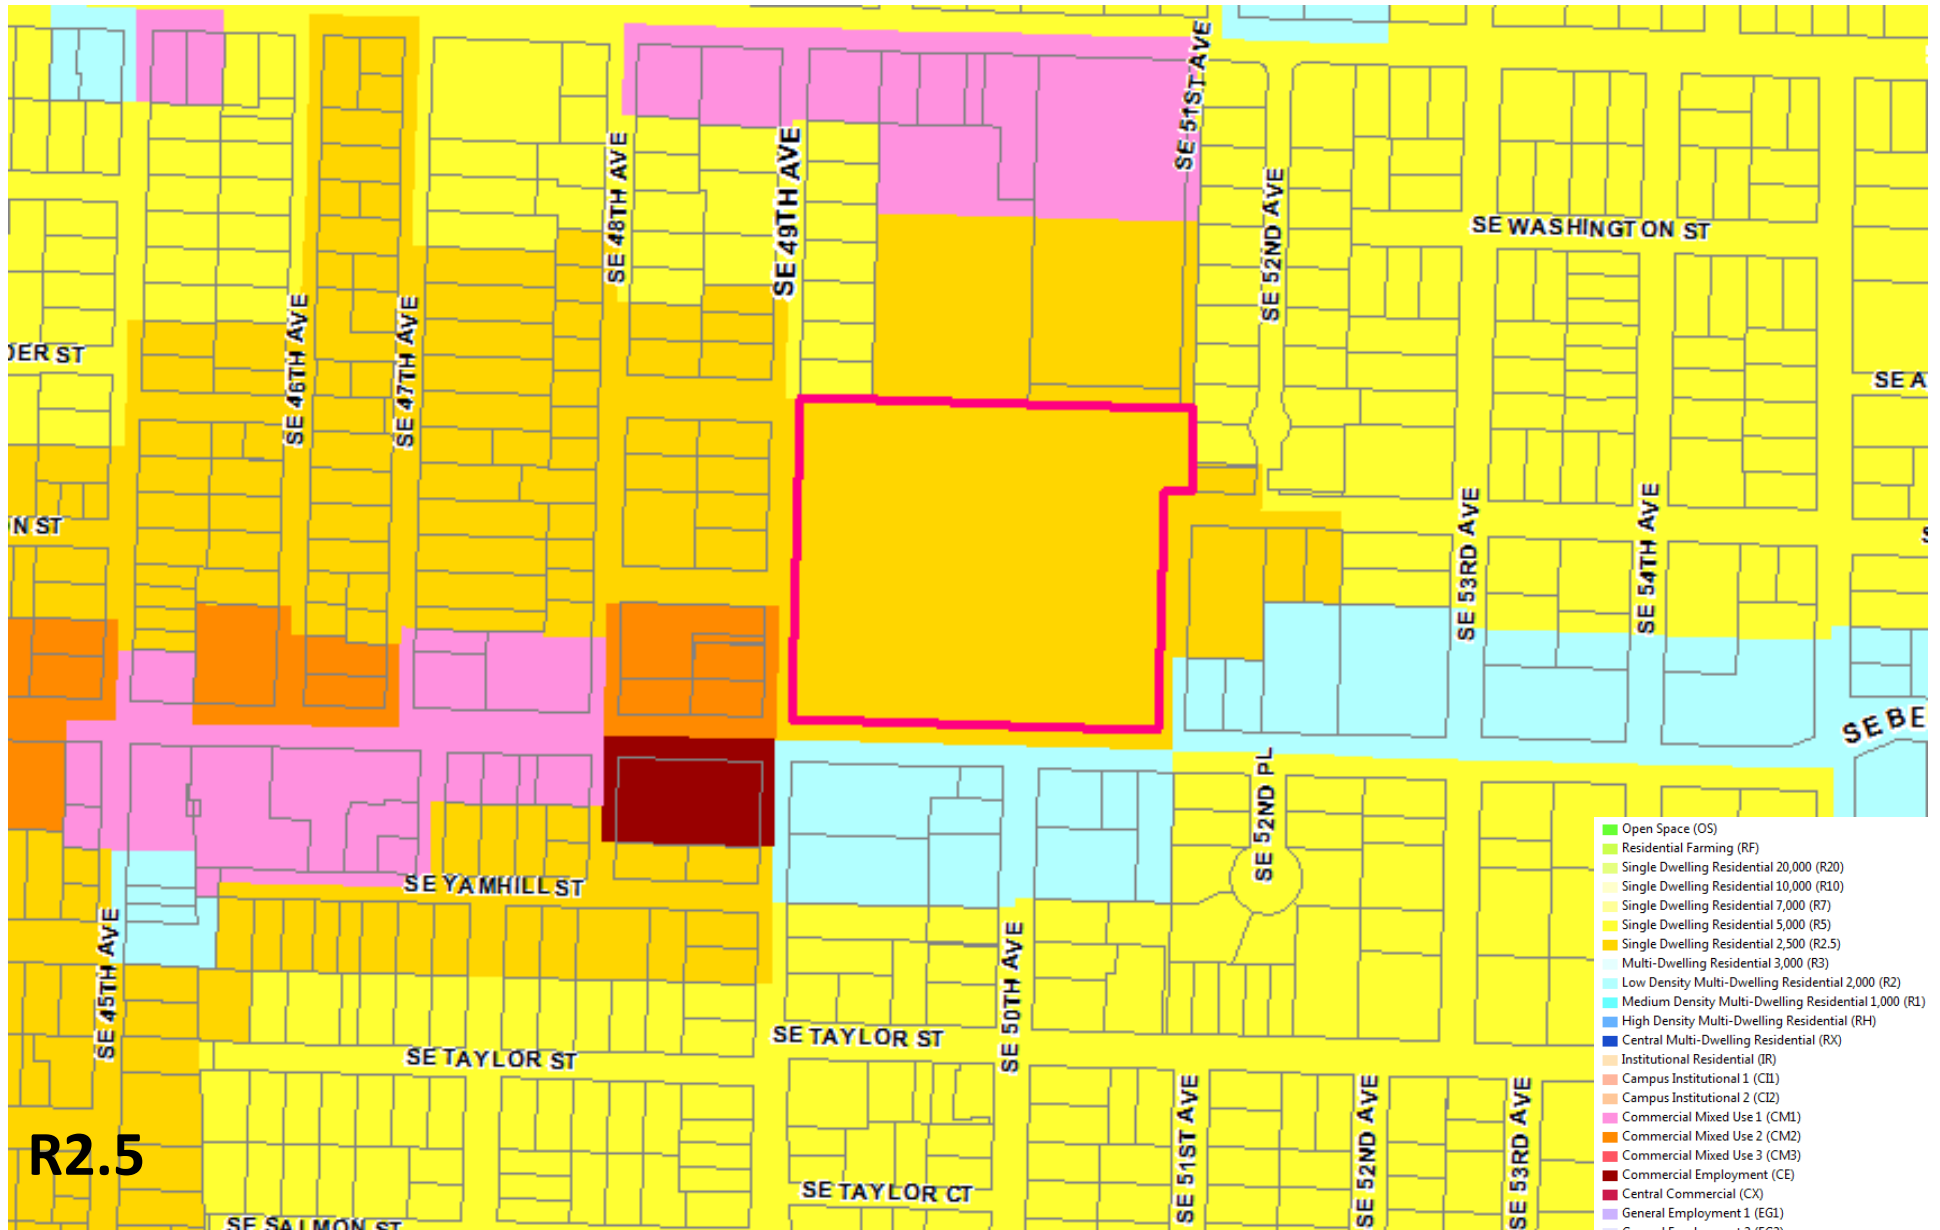 SE 51ST AVE
SE 48TH AVE
SE 49TH AVE
SE 52ND AVE
SE WASHINGTON ST
SE 46TH AVE
SE 47TH AVE
DER ST
SE A
N ST
SE 53RD AVE
SE 54TH AVE
SE BE
SE 52ND PL
SE YAMHILL ST
SE 45TH AVE
SE 50TH AVE
SE TAYLOR ST
SE TAYLOR ST
SE 51ST AVE
SE 52ND AVE
SE 53RD AVE
R2.5
SE TAYLOR CT
SE SALMON ST
Open Space (OS)
Residential Farming (RF)
Single Dwelling Residential 20,000 (R20)
Single Dwelling Residential 10,000 (R10)
Single Dwelling Residential 7,000 (R7)
Single Dwelling Residential 5,000 (R5)
Single Dwelling Residential 2,500 (R2.5)
Multi-Dwelling Residential 3,000 (R3)
Low Density Multi-Dwelling Residential 2,000 (R2)
Medium Density Multi-Dwelling Residential 1,000 (R1)
High Density Multi-Dwelling Residential (RH)
Central Multi-Dwelling Residential (RX)
Institutional Residential (IR)
Campus Institutional 1 (CI1)
Campus Institutional 2 (CI2)
Commercial Mixed Use 1 (CM1)
Commercial Mixed Use 2 (CM2)
Commercial Mixed Use 3 (CM3)
Commercial Employment (CE)
Central Commercial (CX)
General Employment 1 (EG1)